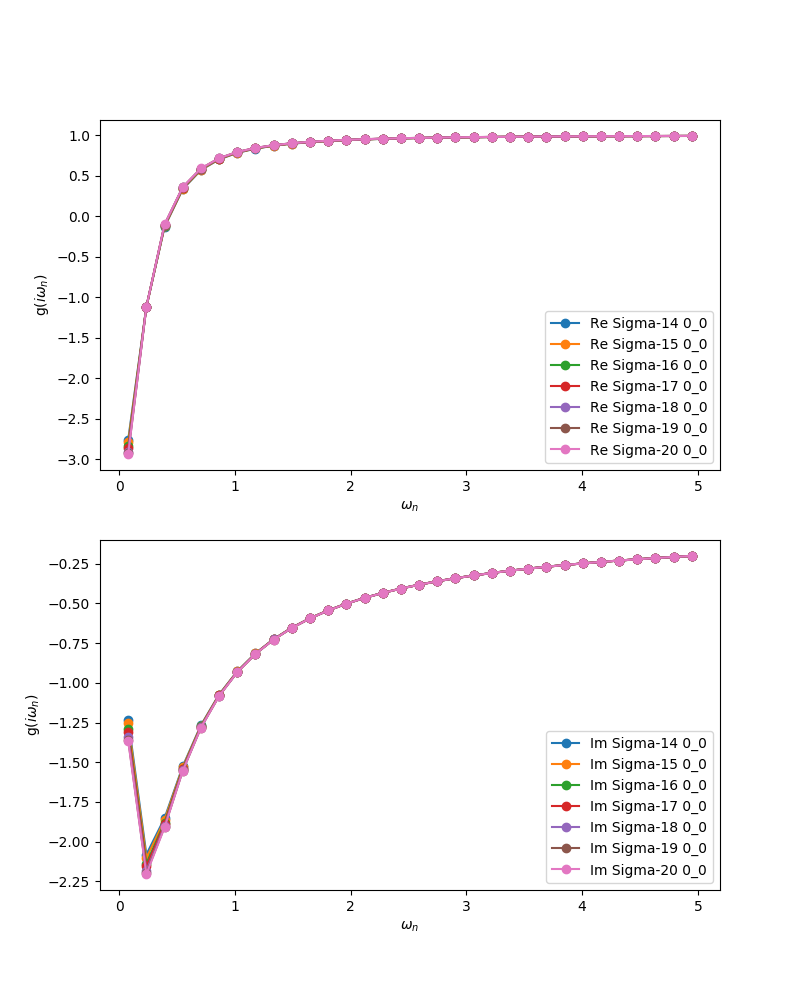 1.0
0.5
0.0
−0.5
−1.0
−1.5
−2.0
−2.5
−3.0
g(iωₙ)
0 1 2 3 4 5
ωₙ
Re Sigma-14 0_0
Re Sigma-15 0_0
Re Sigma-16 0_0
Re Sigma-17 0_0
Re Sigma-18 0_0
Re Sigma-19 0_0
Re Sigma-20 0_0
−0.25
−0.50
−0.75
−1.00
−1.25
−1.50
−1.75
−2.00
−2.25
g(iωₙ)
0 1 2 3 4 5
ωₙ
Im Sigma-14 0_0
Im Sigma-15 0_0
Im Sigma-16 0_0
Im Sigma-17 0_0
Im Sigma-18 0_0
Im Sigma-19 0_0
Im Sigma-20 0_0